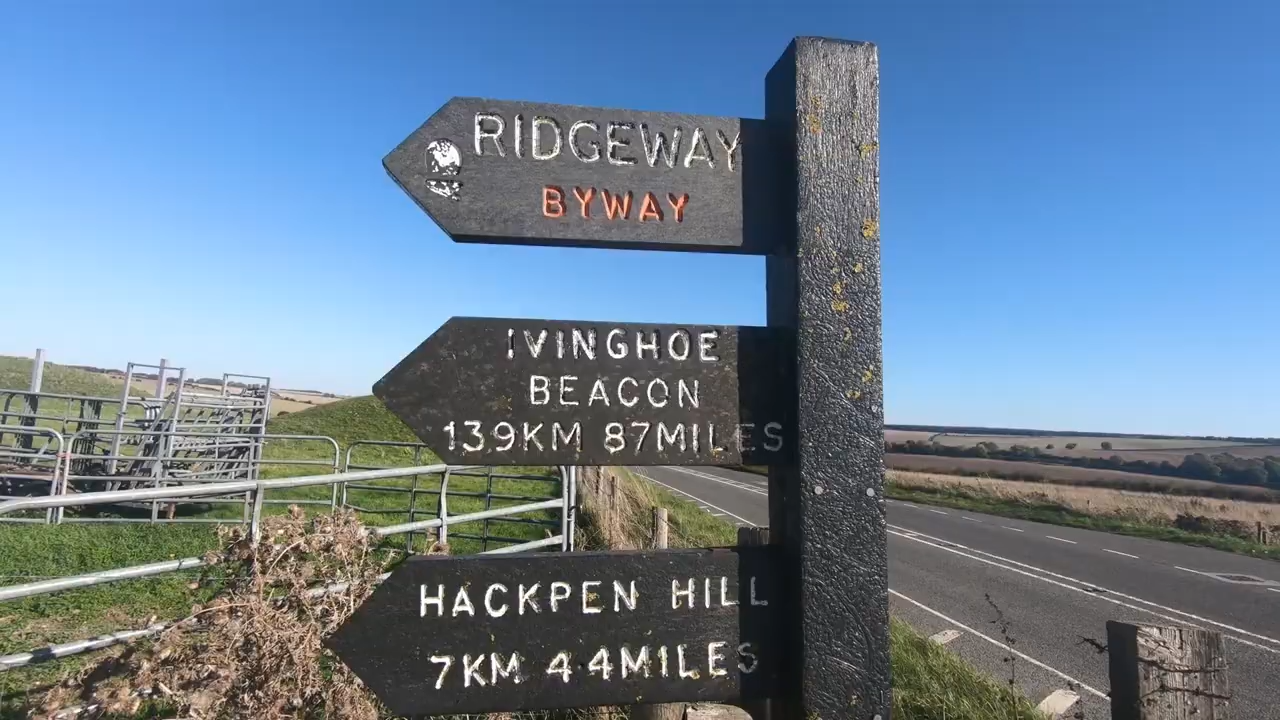 RIDGEWAY
BYWAY
IVINGHOE
BEACON
139KM 87MILES
HACKPEN HILL
7KM 4·4MILES